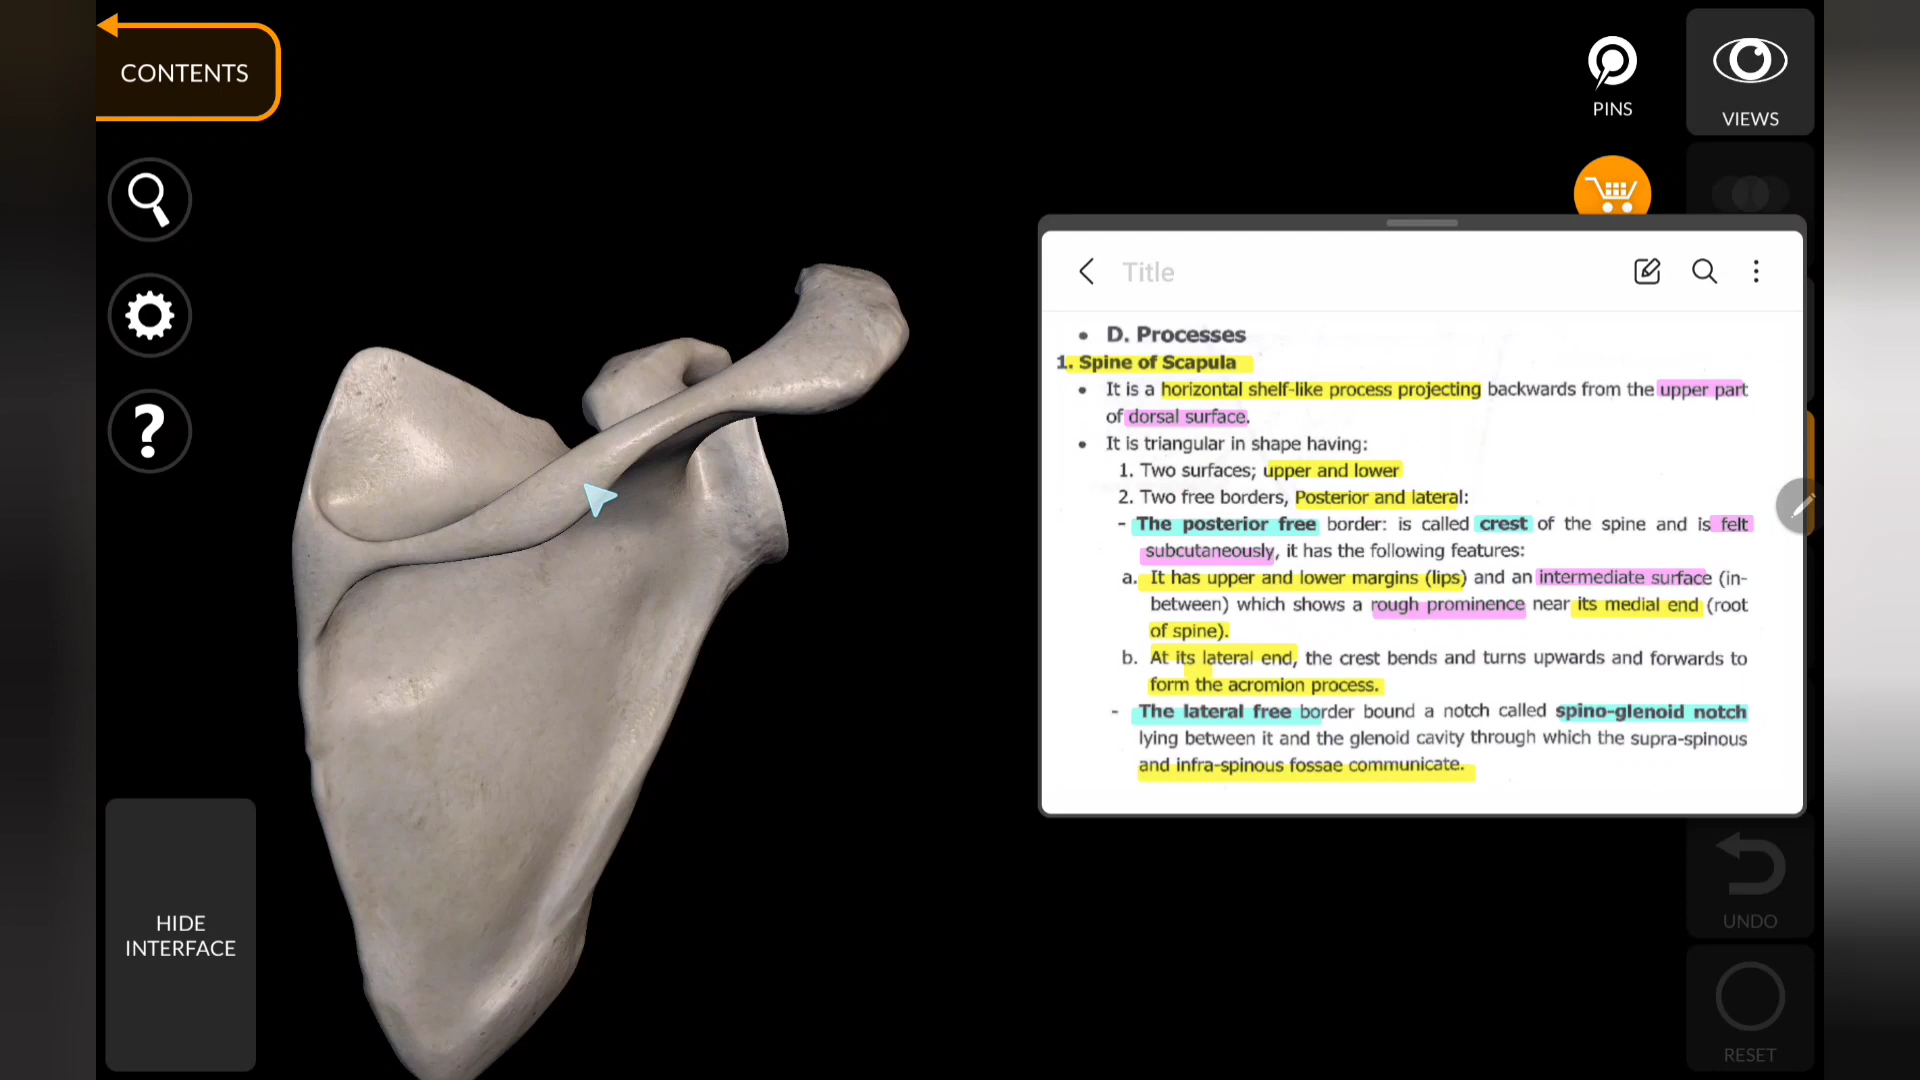 CONTENTS
PINS
VIEWS
Title
• D. Processes
1. Spine of Scapula
• It is a horizontal shelf-like process projecting backwards from the upper part
of dorsal surface.
• It is triangular in shape having:
1. Two surfaces; upper and lower
2. Two free borders, Posterior and lateral:
- The posterior free border: is called crest of the spine and is felt
subcutaneously, it has the following features:
a. It has upper and lower margins (lips) and an intermediate surface (in-
between) which shows a rough prominence near its medial end (root
of spine).
b. At its lateral end, the crest bends and turns upwards and forwards to
form the acromion process.
- The lateral free border bound a notch called spino-glenoid notch
lying between it and the glenoid cavity through which the supra-spinous
and infra-spinous fossae communicate.
HIDE
INTERFACE
UNDO
RESET